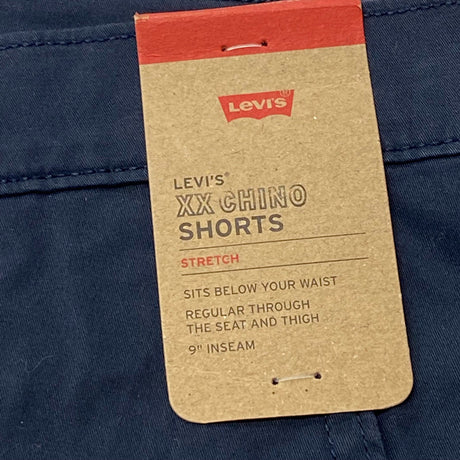 Levi's®
LEVI'S®
XX CHINO
SHORTS
STRETCH
SITS BELOW YOUR WAIST
REGULAR THROUGH
THE SEAT AND THIGH
9" INSEAM